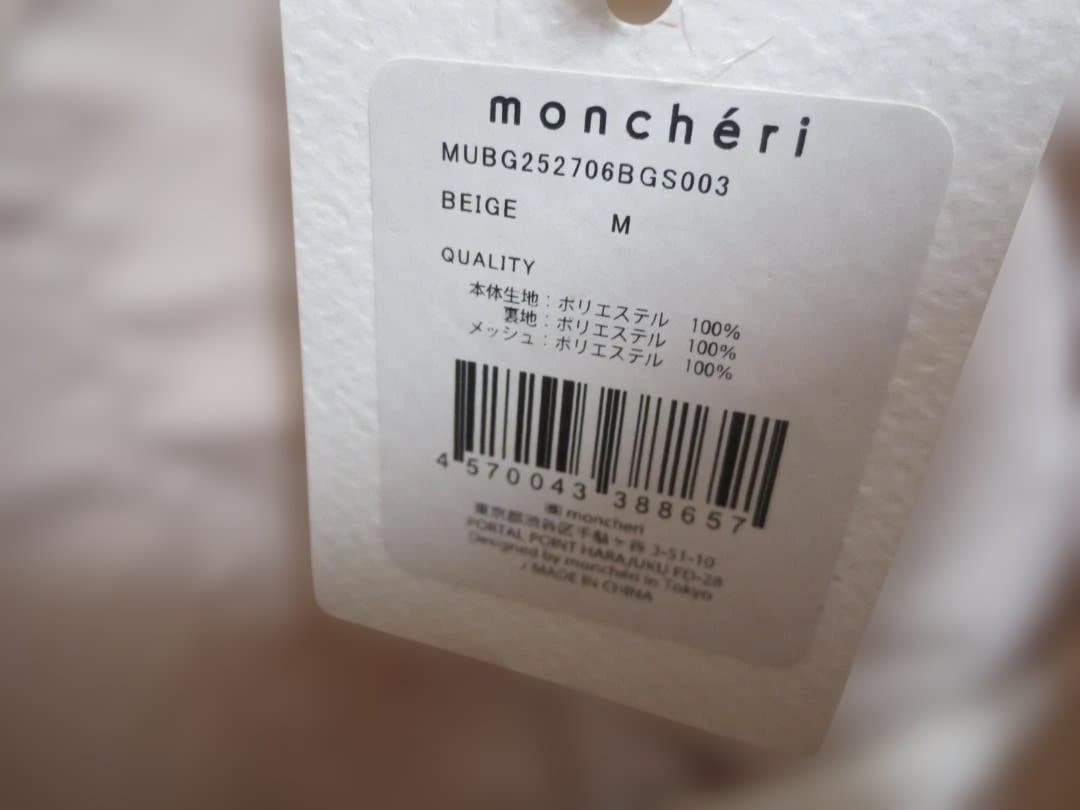 monchéri
MUBG252706BGS003
BEIGE M
QUALITY
本体生地：ポリエステル 100%
裏地：ポリエステル 100%
メッシュ：ポリエステル 100%
4 570043 388657
㈱ moncheri
東京都渋谷区千駄ヶ谷 3-51-10
PORTAL POINT HARAJUKU FD-28
Designed by monchéri in Tokyo
/ MADE IN CHINA